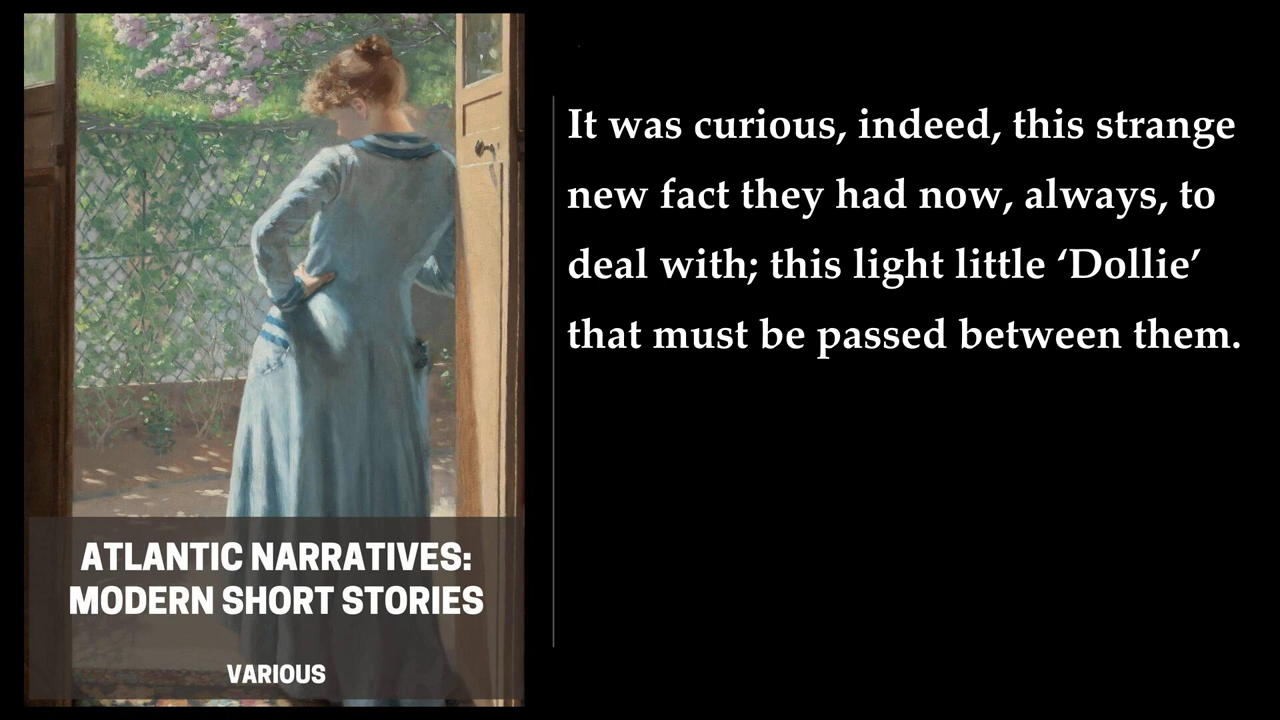 It was curious, indeed, this strange
new fact they had now, always, to
deal with; this light little ‘Dollie’
that must be passed between them.
ATLANTIC NARRATIVES:
MODERN SHORT STORIES
VARIOUS